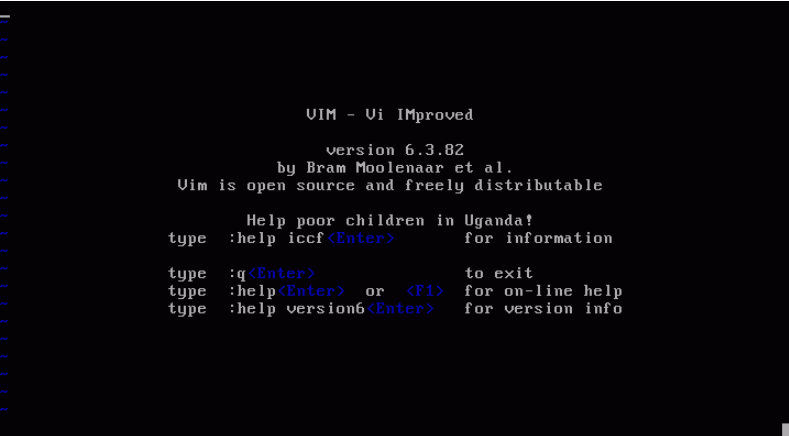 VIM - Vi IMproved
version 6.3.82
by Bram Moolenaar et al.
Vim is open source and freely distributable
Help poor children in Uganda!
type :help iccf<Enter> for information
type :q<Enter> to exit
type :help<Enter> or <F1> for on-line help
type :help version6<Enter> for version info